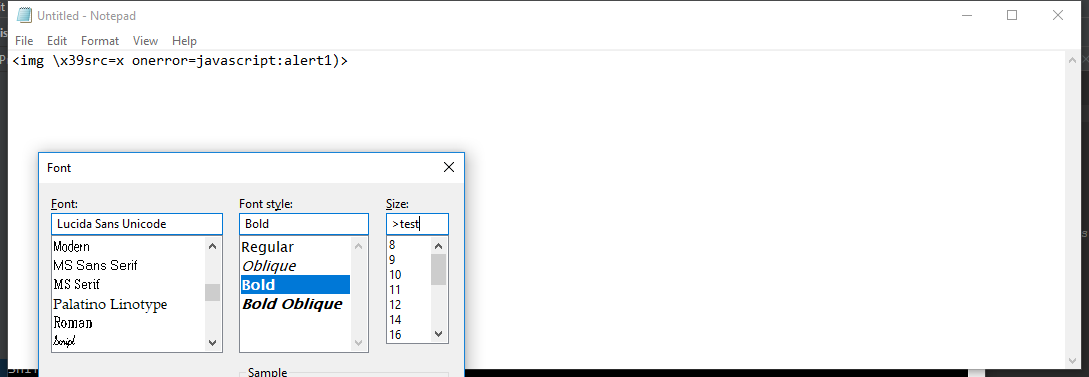 Untitled - Notepad
File Edit Format View Help
<img \x39src=x onerror=javascript:alert1)>
Font
Font: Font style: Size:
Lucida Sans Unicode Bold >test
Modern Regular 8
MS Sans Serif Oblique 9
MS Serif Bold 10
Palatino Linotype Bold Oblique 11
Roman 12
Script 14
16
Sample